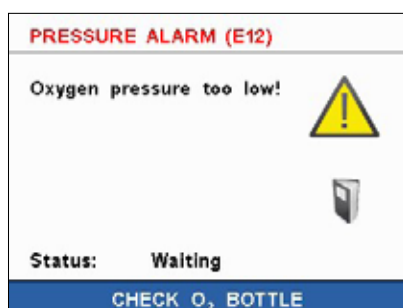 PRESSURE ALARM (E12)
Oxygen pressure too low!
Status: Waiting
CHECK O₂ BOTTLE